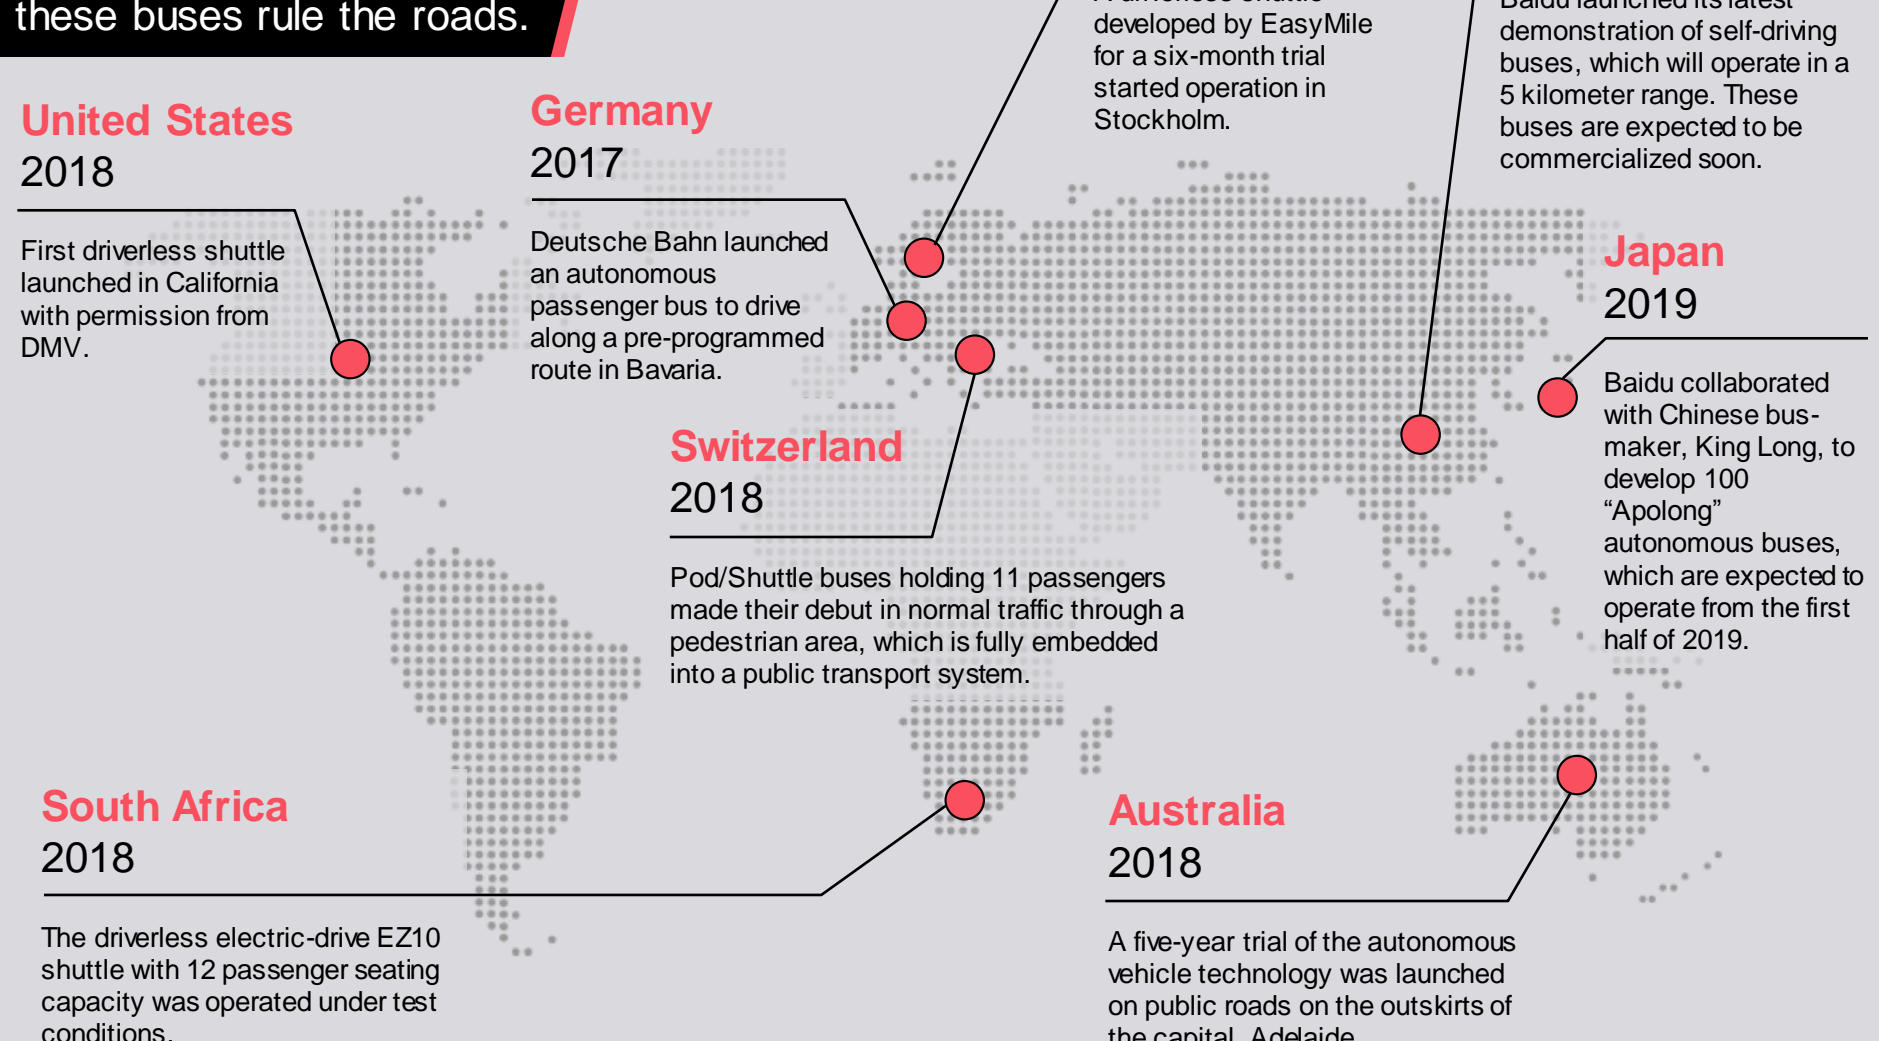 these buses rule the roads.
developed by EasyMile
for a six-month trial
started operation in
Stockholm.
Baidu launched its latest
demonstration of self-driving
buses, which will operate in a
5 kilometer range. These
buses are expected to be
commercialized soon.
United States
2018
First driverless shuttle
launched in California
with permission from
DMV.
Germany
2017
Deutsche Bahn launched
an autonomous
passenger bus to drive
along a pre-programmed
route in Bavaria.
Japan
2019
Baidu collaborated
with Chinese bus-
maker, King Long, to
develop 100
“Apolong”
autonomous buses,
which are expected to
operate from the first
half of 2019.
Switzerland
2018
Pod/Shuttle buses holding 11 passengers
made their debut in normal traffic through a
pedestrian area, which is fully embedded
into a public transport system.
South Africa
2018
The driverless electric-drive EZ10
shuttle with 12 passenger seating
capacity was operated under test
conditions.
Australia
2018
A five-year trial of the autonomous
vehicle technology was launched
on public roads on the outskirts of
the capital, Adelaide